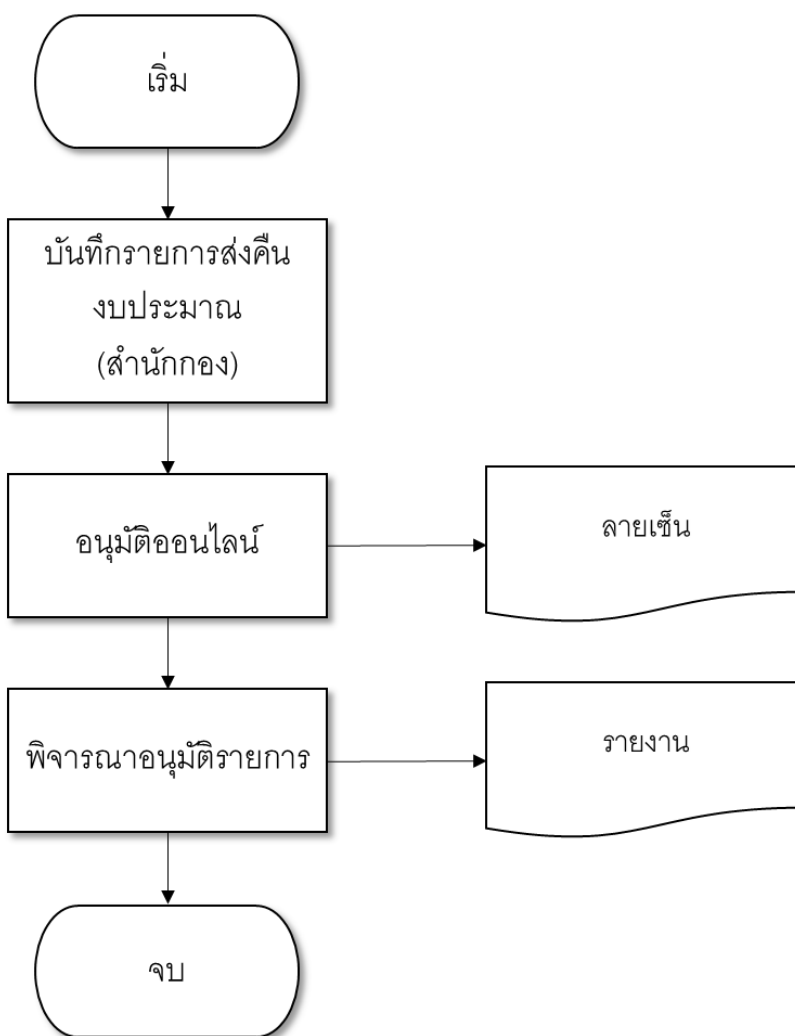 เริ่ม
บันทึกรายการส่งคืน
งบประมาณ
(สำนักกอง)
อนุมัติออนไลน์
ลายเซ็น
พิจารณาอนุมัติรายการ
รายงาน
จบ